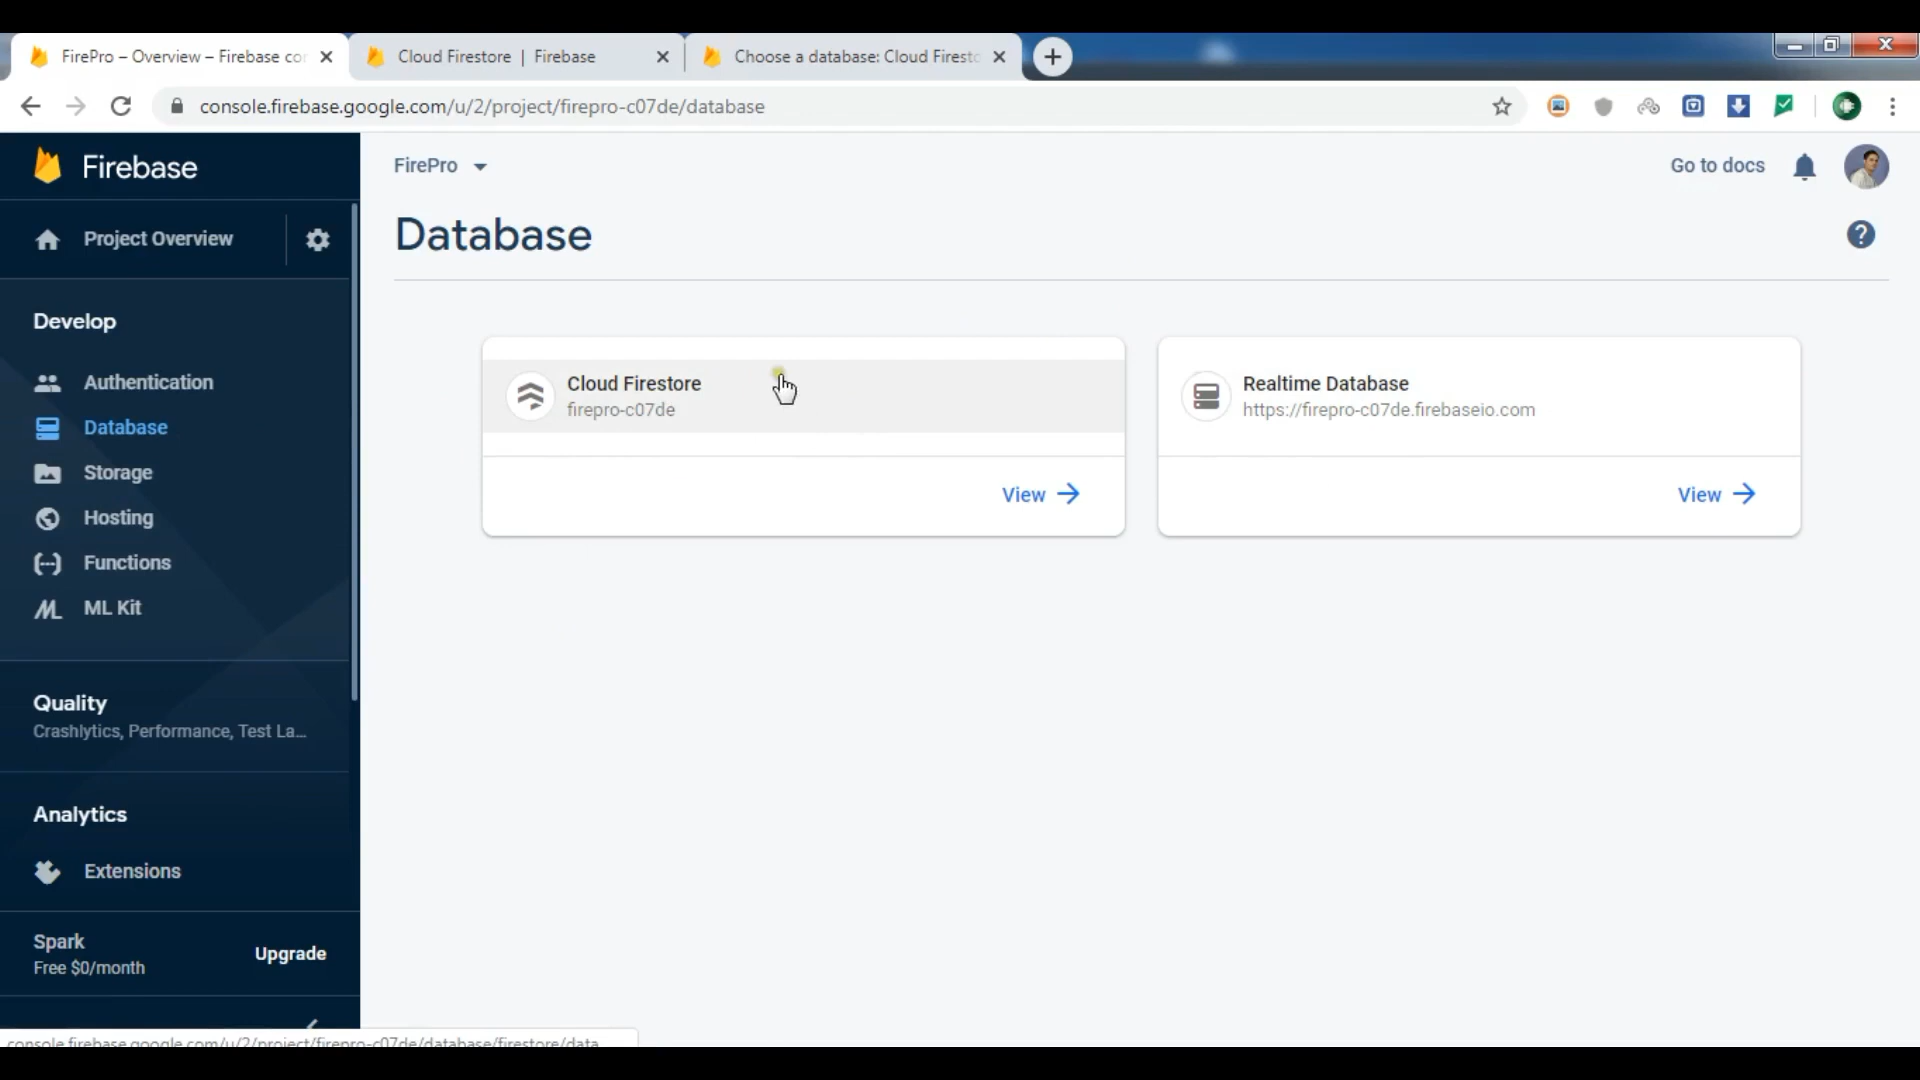 FirePro – Overview – Firebase cor
Cloud Firestore | Firebase
Choose a database: Cloud Firesto
console.firebase.google.com/u/2/project/firepro-c07de/database
Firebase
FirePro
Go to docs
Project Overview
Database
Develop
Authentication
Database
Storage
Hosting
Functions
ML Kit
Cloud Firestore
firepro-c07de
View
Realtime Database
https://firepro-c07de.firebaseio.com
View
Quality
Crashlytics, Performance, Test La...
Analytics
Extensions
Spark
Free $0/month
Upgrade
console.firebase.google.com/u/2/project/firepro-c07de/database/firestore/data